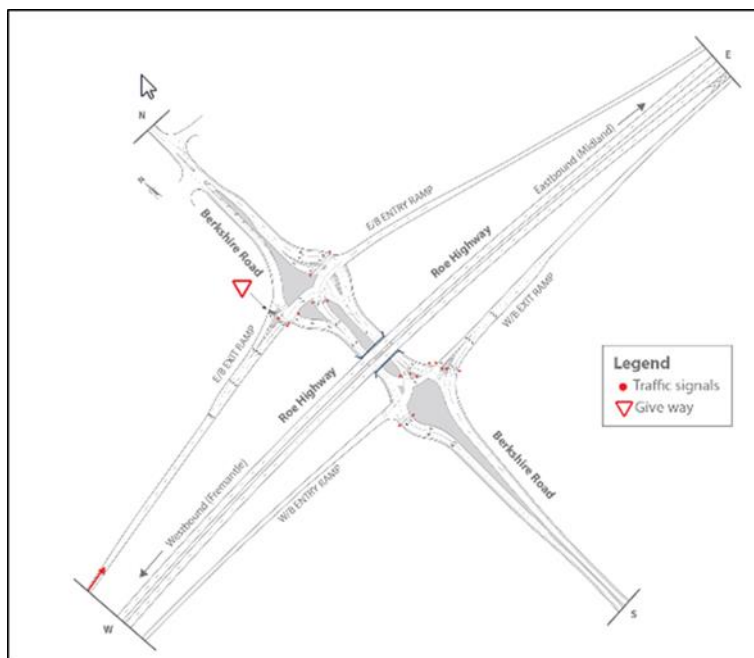 E
N
Eastbound (Midland)
E/B ENTRY RAMP
Berkshire Road
Roe Highway
W/B EXIT RAMP
E/B EXIT RAMP
Legend
Traffic signals
Give way
Roe Highway
Berkshire Road
W/B ENTRY RAMP
Westbound (Fremantle)
W
S